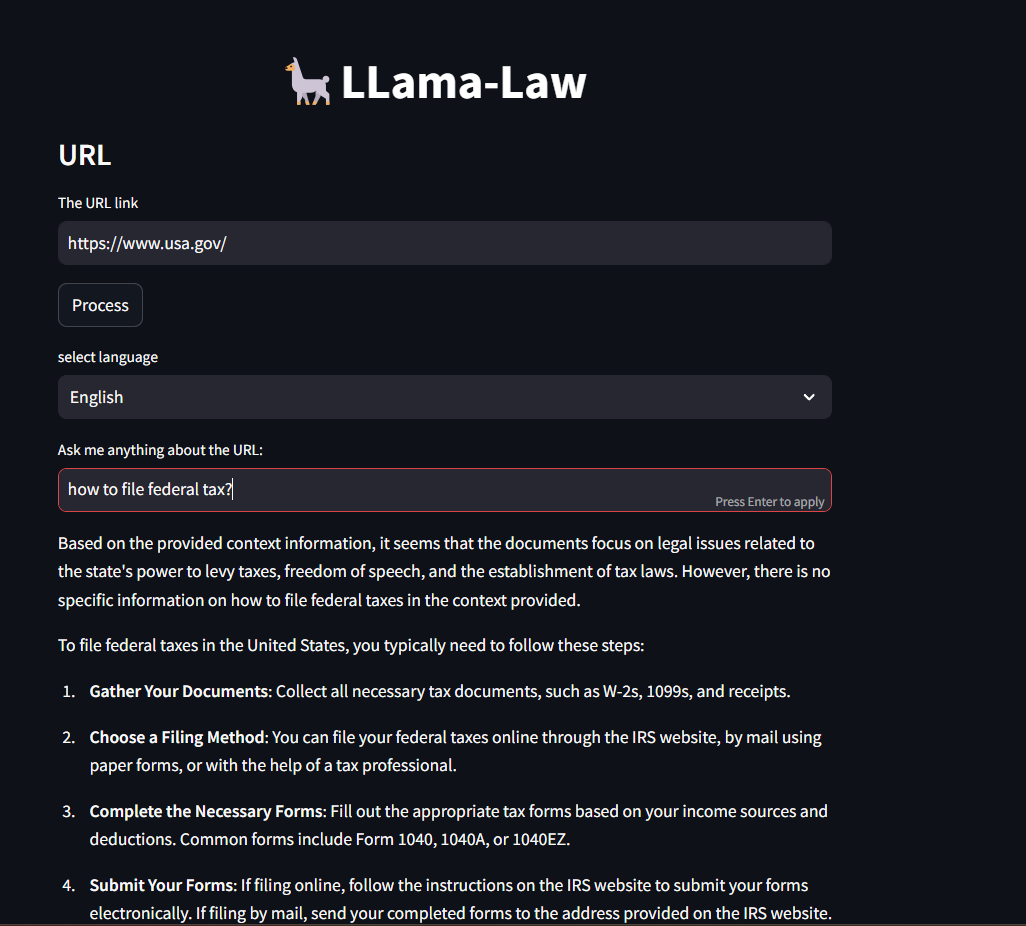 LLama-Law
URL
The URL link
https://www.usa.gov/
Process
select language
English
Ask me anything about the URL:
how to file federal tax?
Press Enter to apply
Based on the provided context information, it seems that the documents focus on legal issues related to
the state's power to levy taxes, freedom of speech, and the establishment of tax laws. However, there is no
specific information on how to file federal taxes in the context provided.
To file federal taxes in the United States, you typically need to follow these steps:
1. Gather Your Documents: Collect all necessary tax documents, such as W-2s, 1099s, and receipts.
2. Choose a Filing Method: You can file your federal taxes online through the IRS website, by mail using
paper forms, or with the help of a tax professional.
3. Complete the Necessary Forms: Fill out the appropriate tax forms based on your income sources and
deductions. Common forms include Form 1040, 1040A, or 1040EZ.
4. Submit Your Forms: If filing online, follow the instructions on the IRS website to submit your forms
electronically. If filing by mail, send your completed forms to the address provided on the IRS website.